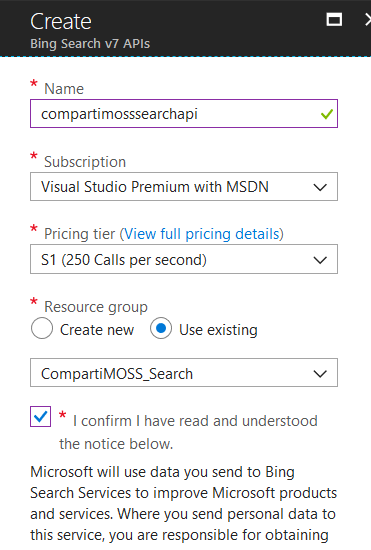 Create
Bing Search v7 APIs
* Name
compartimosssearchapi
* Subscription
Visual Studio Premium with MSDN
* Pricing tier (View full pricing details)
S1 (250 Calls per second)
* Resource group
Create new Use existing
CompartiMOSS_Search
* I confirm I have read and understood
the notice below.
Microsoft will use data you send to Bing
Search Services to improve Microsoft products
and services. Where you send personal data to
this service, you are responsible for obtaining